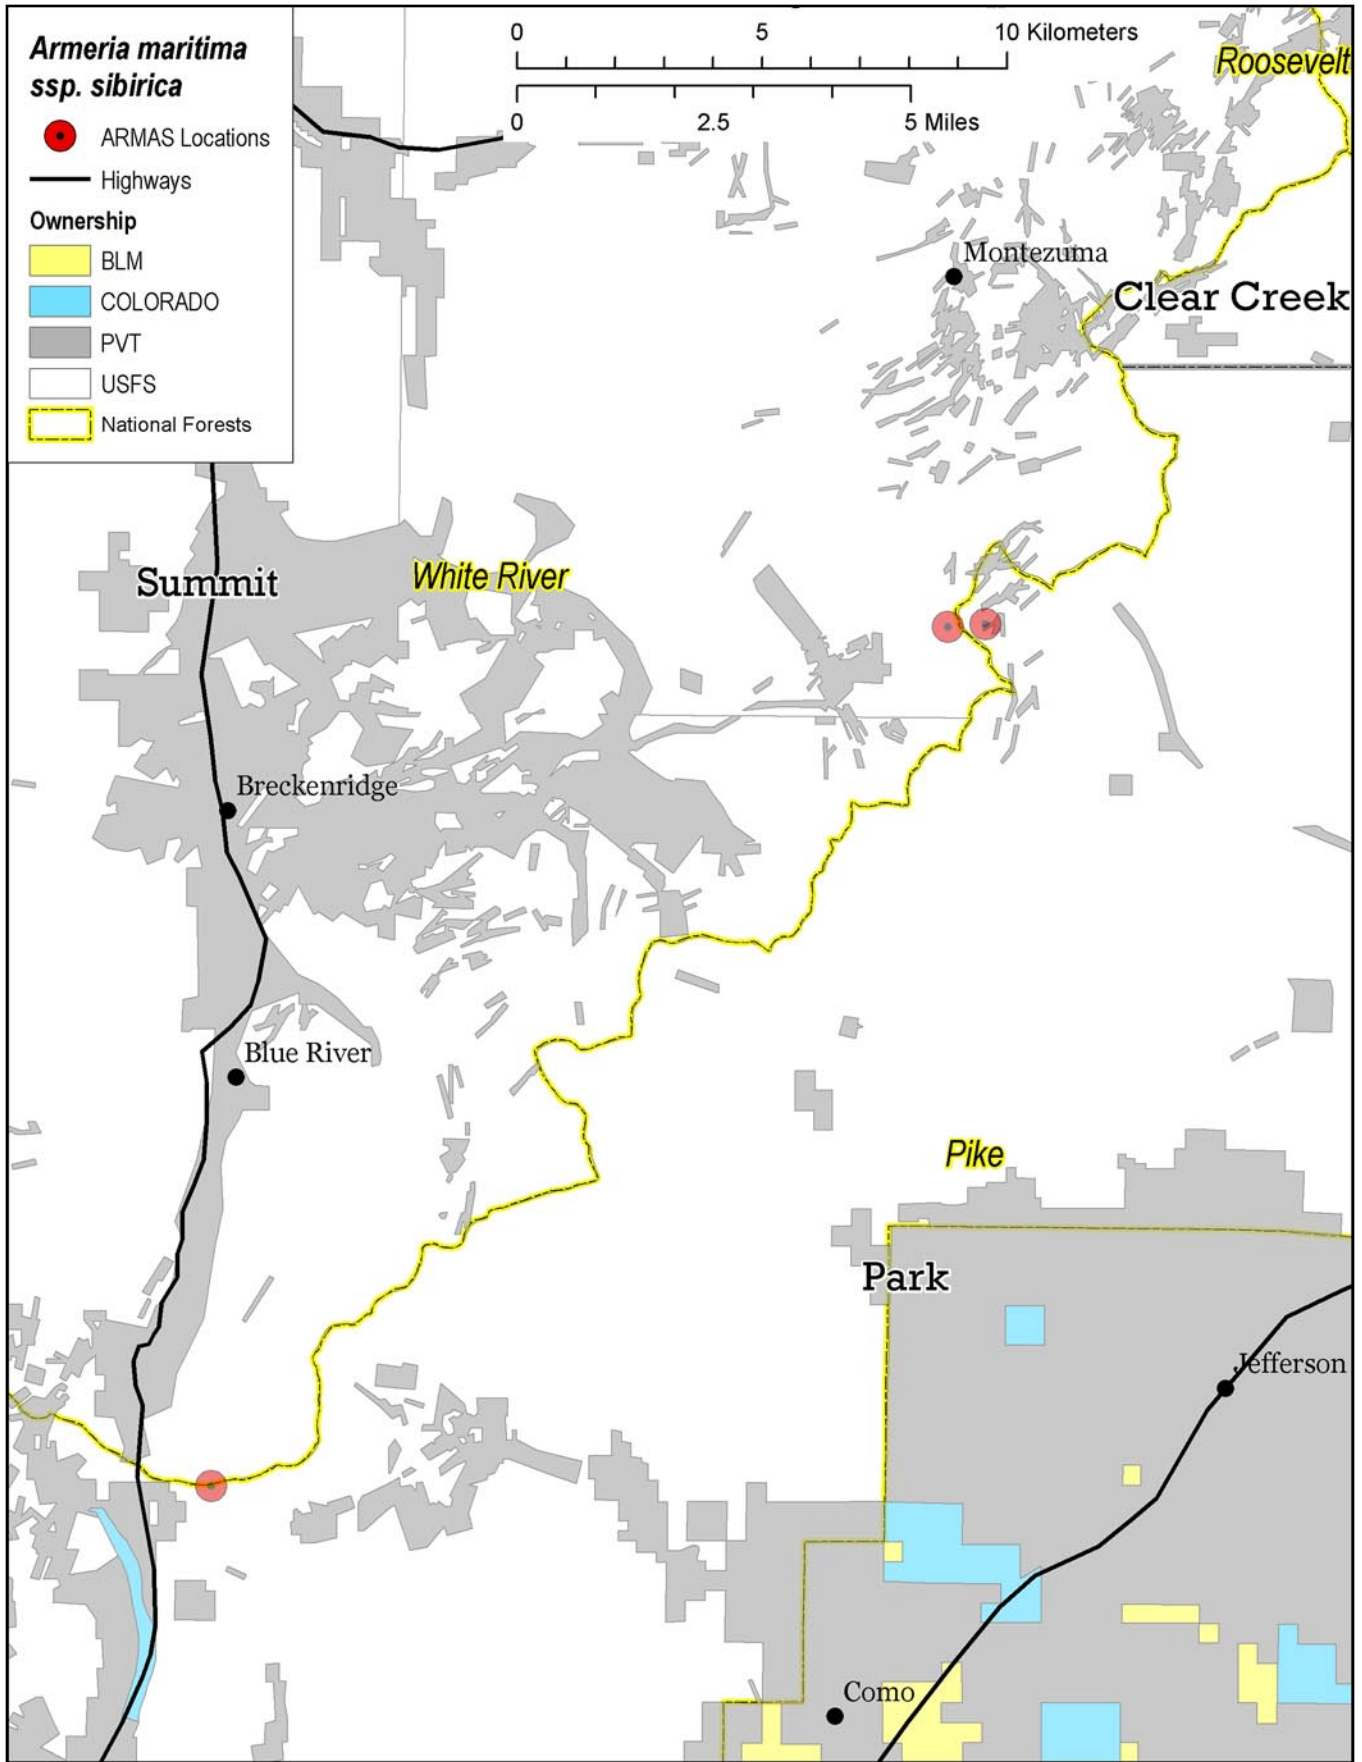 Armeria maritima
ssp. sibirica
ARMAS Locations
Highways
Ownership
BLM
COLORADO
PVT
USFS
National Forests
0 5 10 Kilometers
0 2.5 5 Miles
Roosevelt
Montezuma
Clear Creek
Summit
White River
Breckenridge
Blue River
Pike
Park
Jefferson
Como